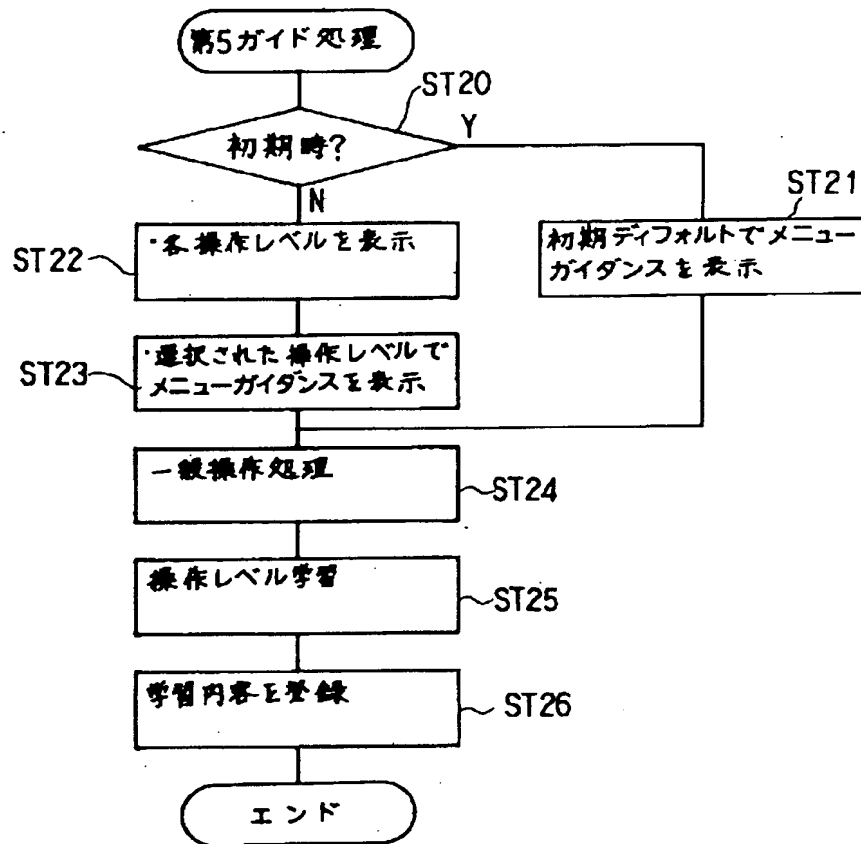 第5ガイド処理
ST20
初期時?
Y
N
ST21
初期ディフォルトでメニュー
ガイダンスを表示
ST22
・各操作レベルを表示
ST23
・選択された操作レベルで
メニューガイダンスを表示
一般操作処理
ST24
操作レベル学習
ST25
学習内容を登録
ST26
エンド